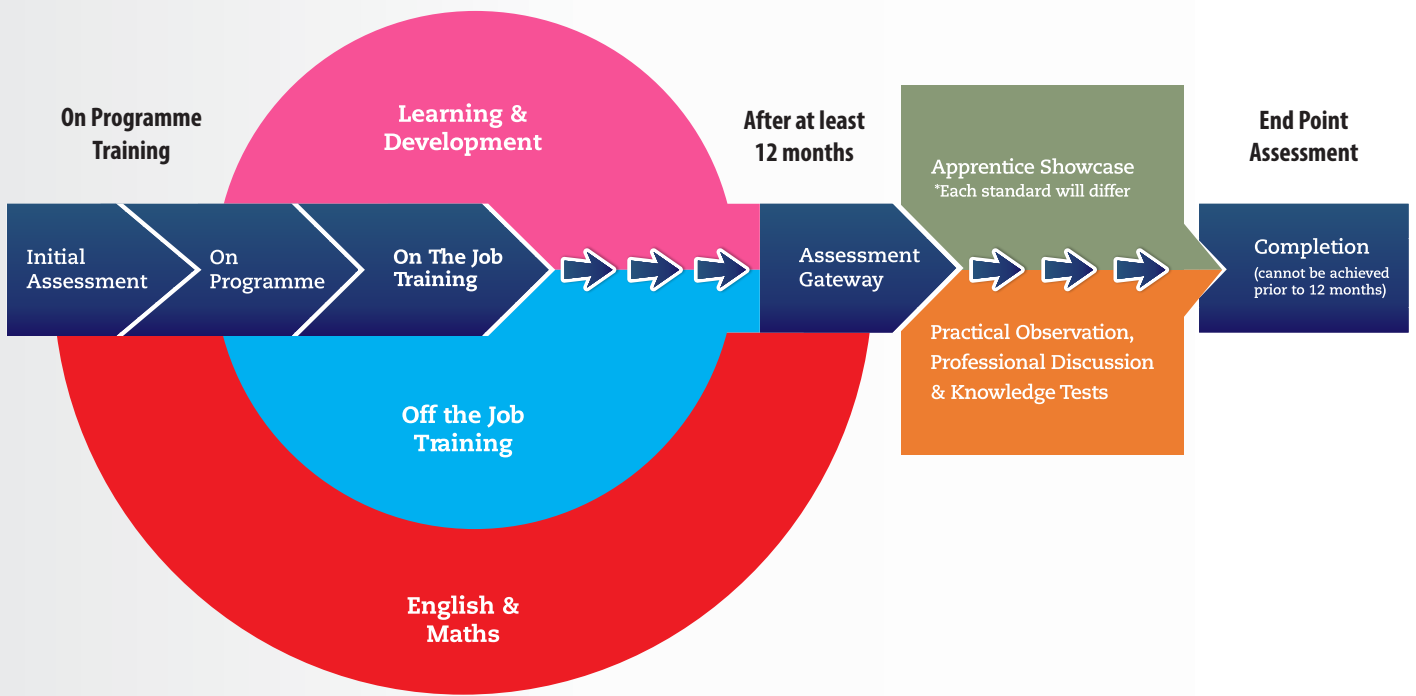 On Programme
Training
Learning &
Development
After at least
12 months
Apprentice Showcase
*Each standard will differ
End Point
Assessment
Initial
Assessment
On
Programme
On The Job
Training
Assessment
Gateway
Completion
(cannot be achieved
prior to 12 months)
Practical Observation,
Professional Discussion
& Knowledge Tests
Off the Job
Training
English &
Maths